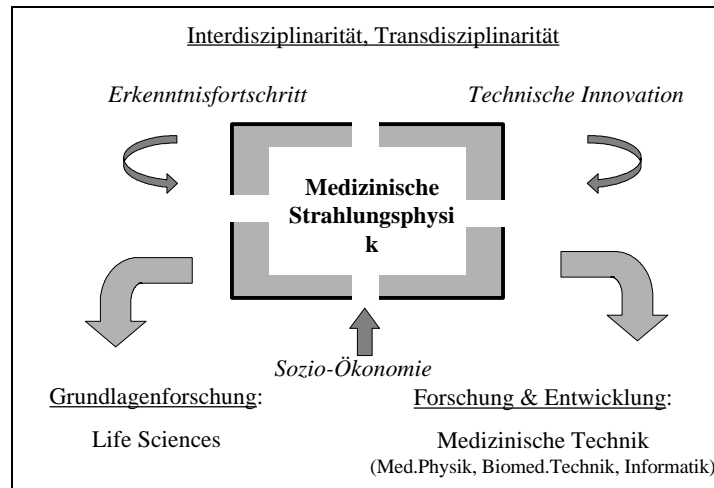 Interdisziplinarität, Transdisziplinarität
Erkenntnisfortschritt
Technische Innovation
Medizinische
Strahlungsphysi
k
Sozio-Ökonomie
Grundlagenforschung:
Life Sciences
Forschung & Entwicklung:
Medizinische Technik
(Med.Physik, Biomed.Technik, Informatik)